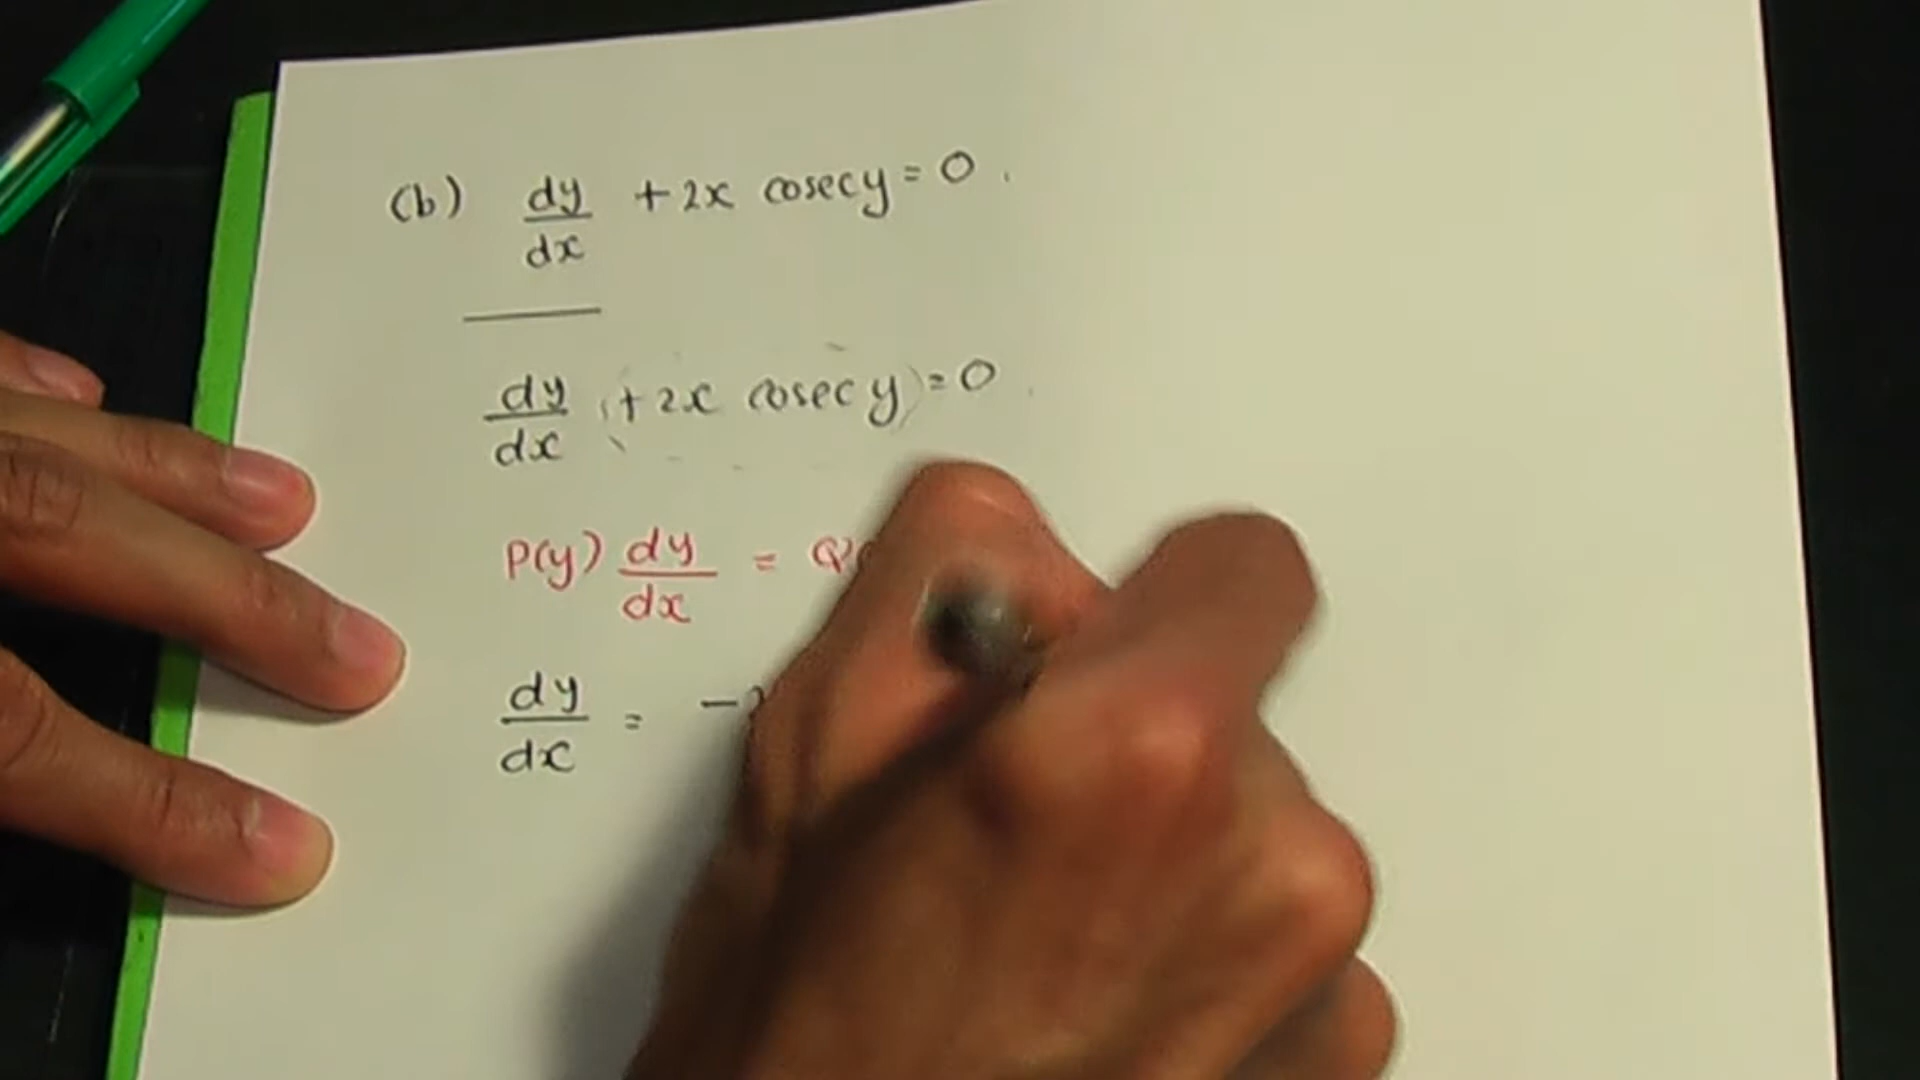 (b) dy/dx + 2x cosec y = 0.
dy/dx + 2x cosec y = 0
P(y) dy/dx = Q(
dy/dx = -